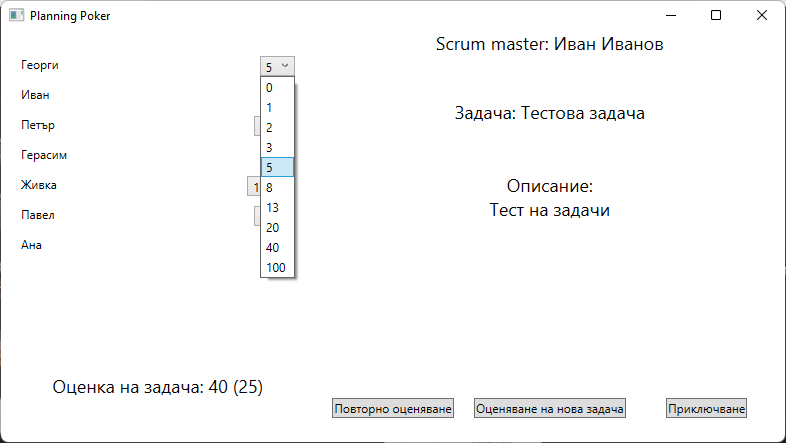 Planning Poker
Scrum master: Иван Иванов
Георги
5
Иван
Петър
Герасим
Живка
1
Павел
Ана
0
1
2
3
5
8
13
20
40
100
Задача: Тестова задача
Описание:
Тест на задачи
Оценка на задача: 40 (25)
Повторно оценяване
Оценяване на нова задача
Приключване